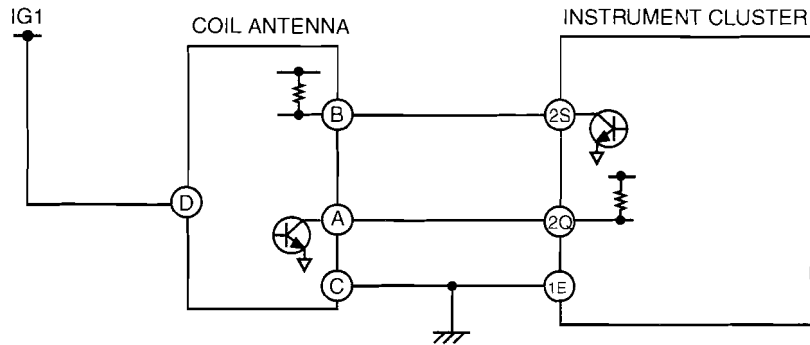 IG1
COIL ANTENNA
INSTRUMENT CLUSTER
B
2S
D
A
2Q
C
1E